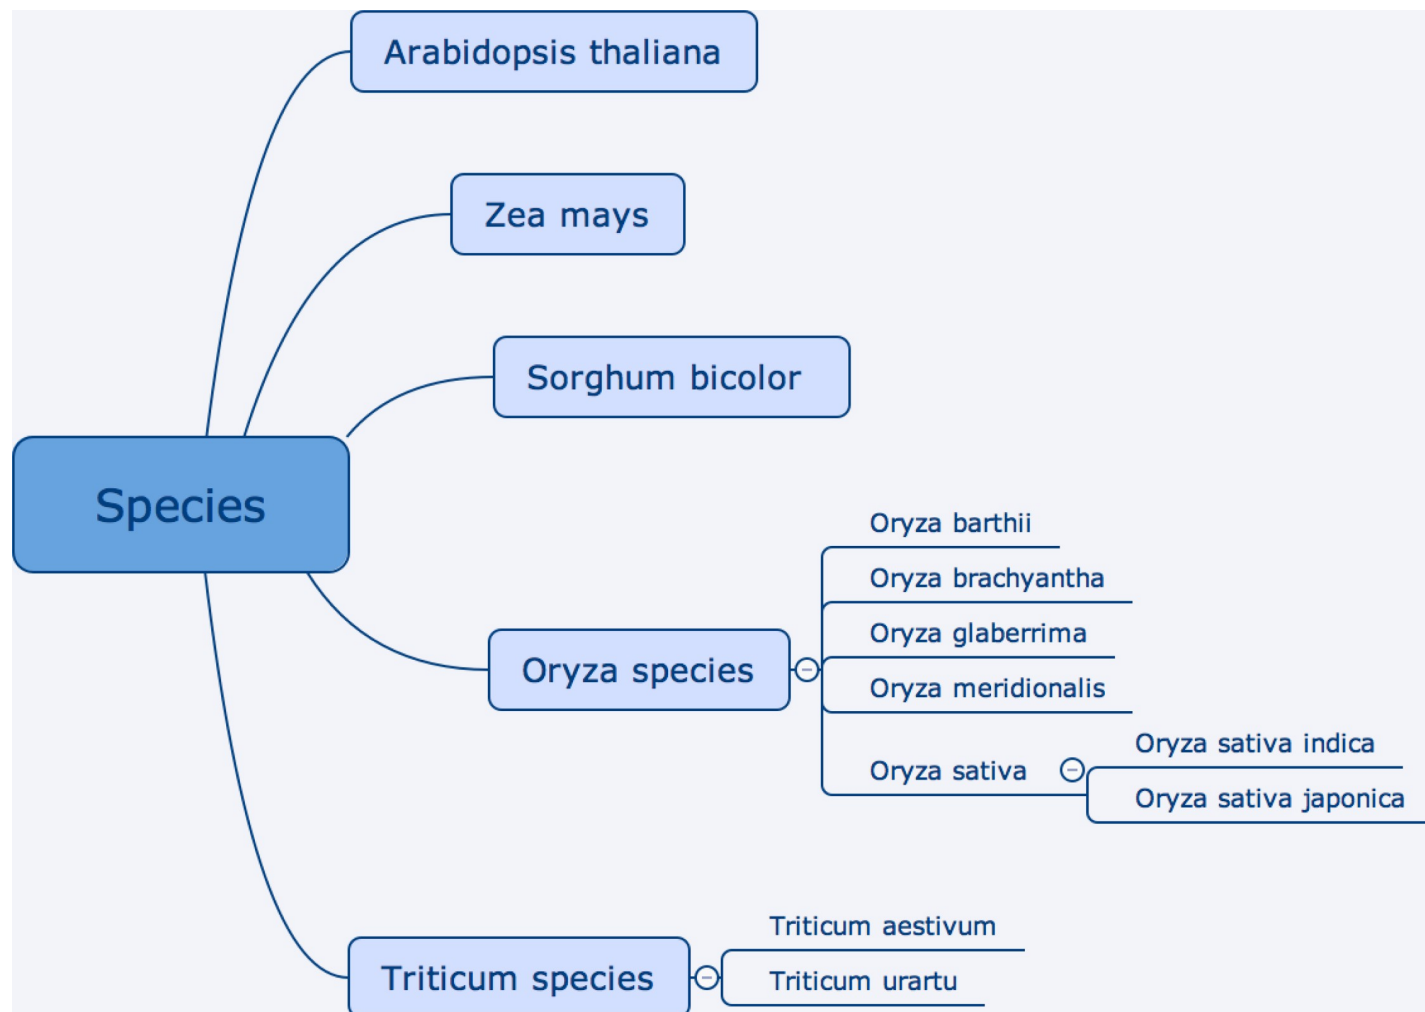 Arabidopsis thaliana
Zea mays
Sorghum bicolor
Species
Oryza species
Oryza barthii
Oryza brachyantha
Oryza glaberrima
Oryza meridionalis
Oryza sativa
Oryza sativa indica
Oryza sativa japonica
Triticum species
Triticum aestivum
Triticum urartu